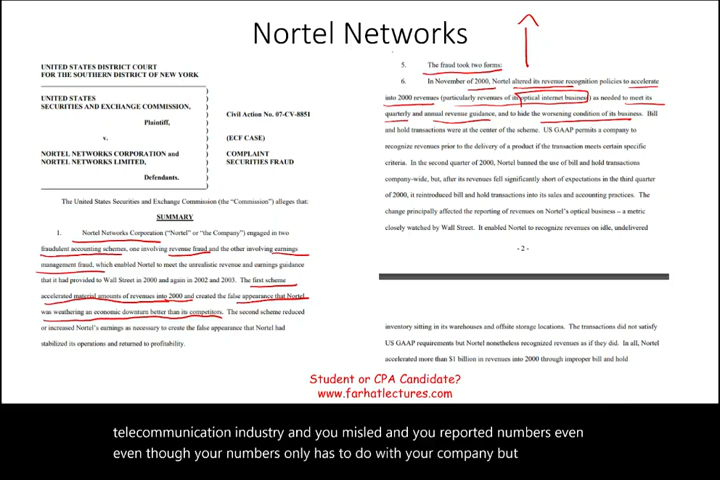 Nortel Networks
UNITED STATES DISTRICT COURT
FOR THE SOUTHERN DISTRICT OF NEW YORK
UNITED STATES
SECURITIES AND EXCHANGE COMMISSION,
Plaintiff,
v.
NORTEL NETWORKS CORPORATION and
NORTEL NETWORKS LIMITED,
Defendants.
Civil Action No. 07-CV-8851
(ECF CASE)
COMPLAINT
SECURITIES FRAUD
The United States Securities and Exchange Commission (the "Commission") alleges that:
SUMMARY
1. Nortel Networks Corporation ("Nortel" or "the Company") engaged in two
fraudulent accounting schemes, one involving revenue fraud and the other involving earnings
management fraud, which enabled Nortel to meet the unrealistic revenue and earnings guidance
that it had provided to Wall Street in 2000 and again in 2002 and 2003. The first scheme
accelerated material amounts of revenues into 2000 and created the false appearance that Nortel
was weathering an economic downturn better than its competitors. The second scheme reduced
or increased Nortel's earnings as necessary to create the false appearance that Nortel had
stabilized its operations and returned to profitability.
5. The fraud took two forms:
6. In November of 2000, Nortel altered its revenue recognition policies to accelerate
into 2000 revenues (particularly revenues of its optical internet business) as needed to meet its
quarterly and annual revenue guidance, and to hide the worsening condition of its business. Bill
and hold transactions were at the center of the scheme. US GAAP permits a company to
recognize revenues prior to the delivery of a product if the transaction meets certain specific
criteria. In the second quarter of 2000, Nortel banned the use of bill and hold transactions
company-wide, but, after its revenues fell significantly short of expectations in the third quarter
of 2000, it reintroduced bill and hold transactions into its sales and accounting practices. The
change principally affected the reporting of revenues on Nortel's optical business – a metric
closely watched by Wall Street. It enabled Nortel to recognize revenues on idle, undelivered
- 2 -
inventory sitting in its warehouses and offsite storage locations. The transactions did not satisfy
US GAAP requirements but Nortel nonetheless recognized revenues as if they did. In all, Nortel
accelerated more than $1 billion in revenues into 2000 through improper bill and hold
Student or CPA Candidate?
www.farhatlectures.com
telecommunication industry and you misled and you reported numbers even
even though your numbers only has to do with your company but